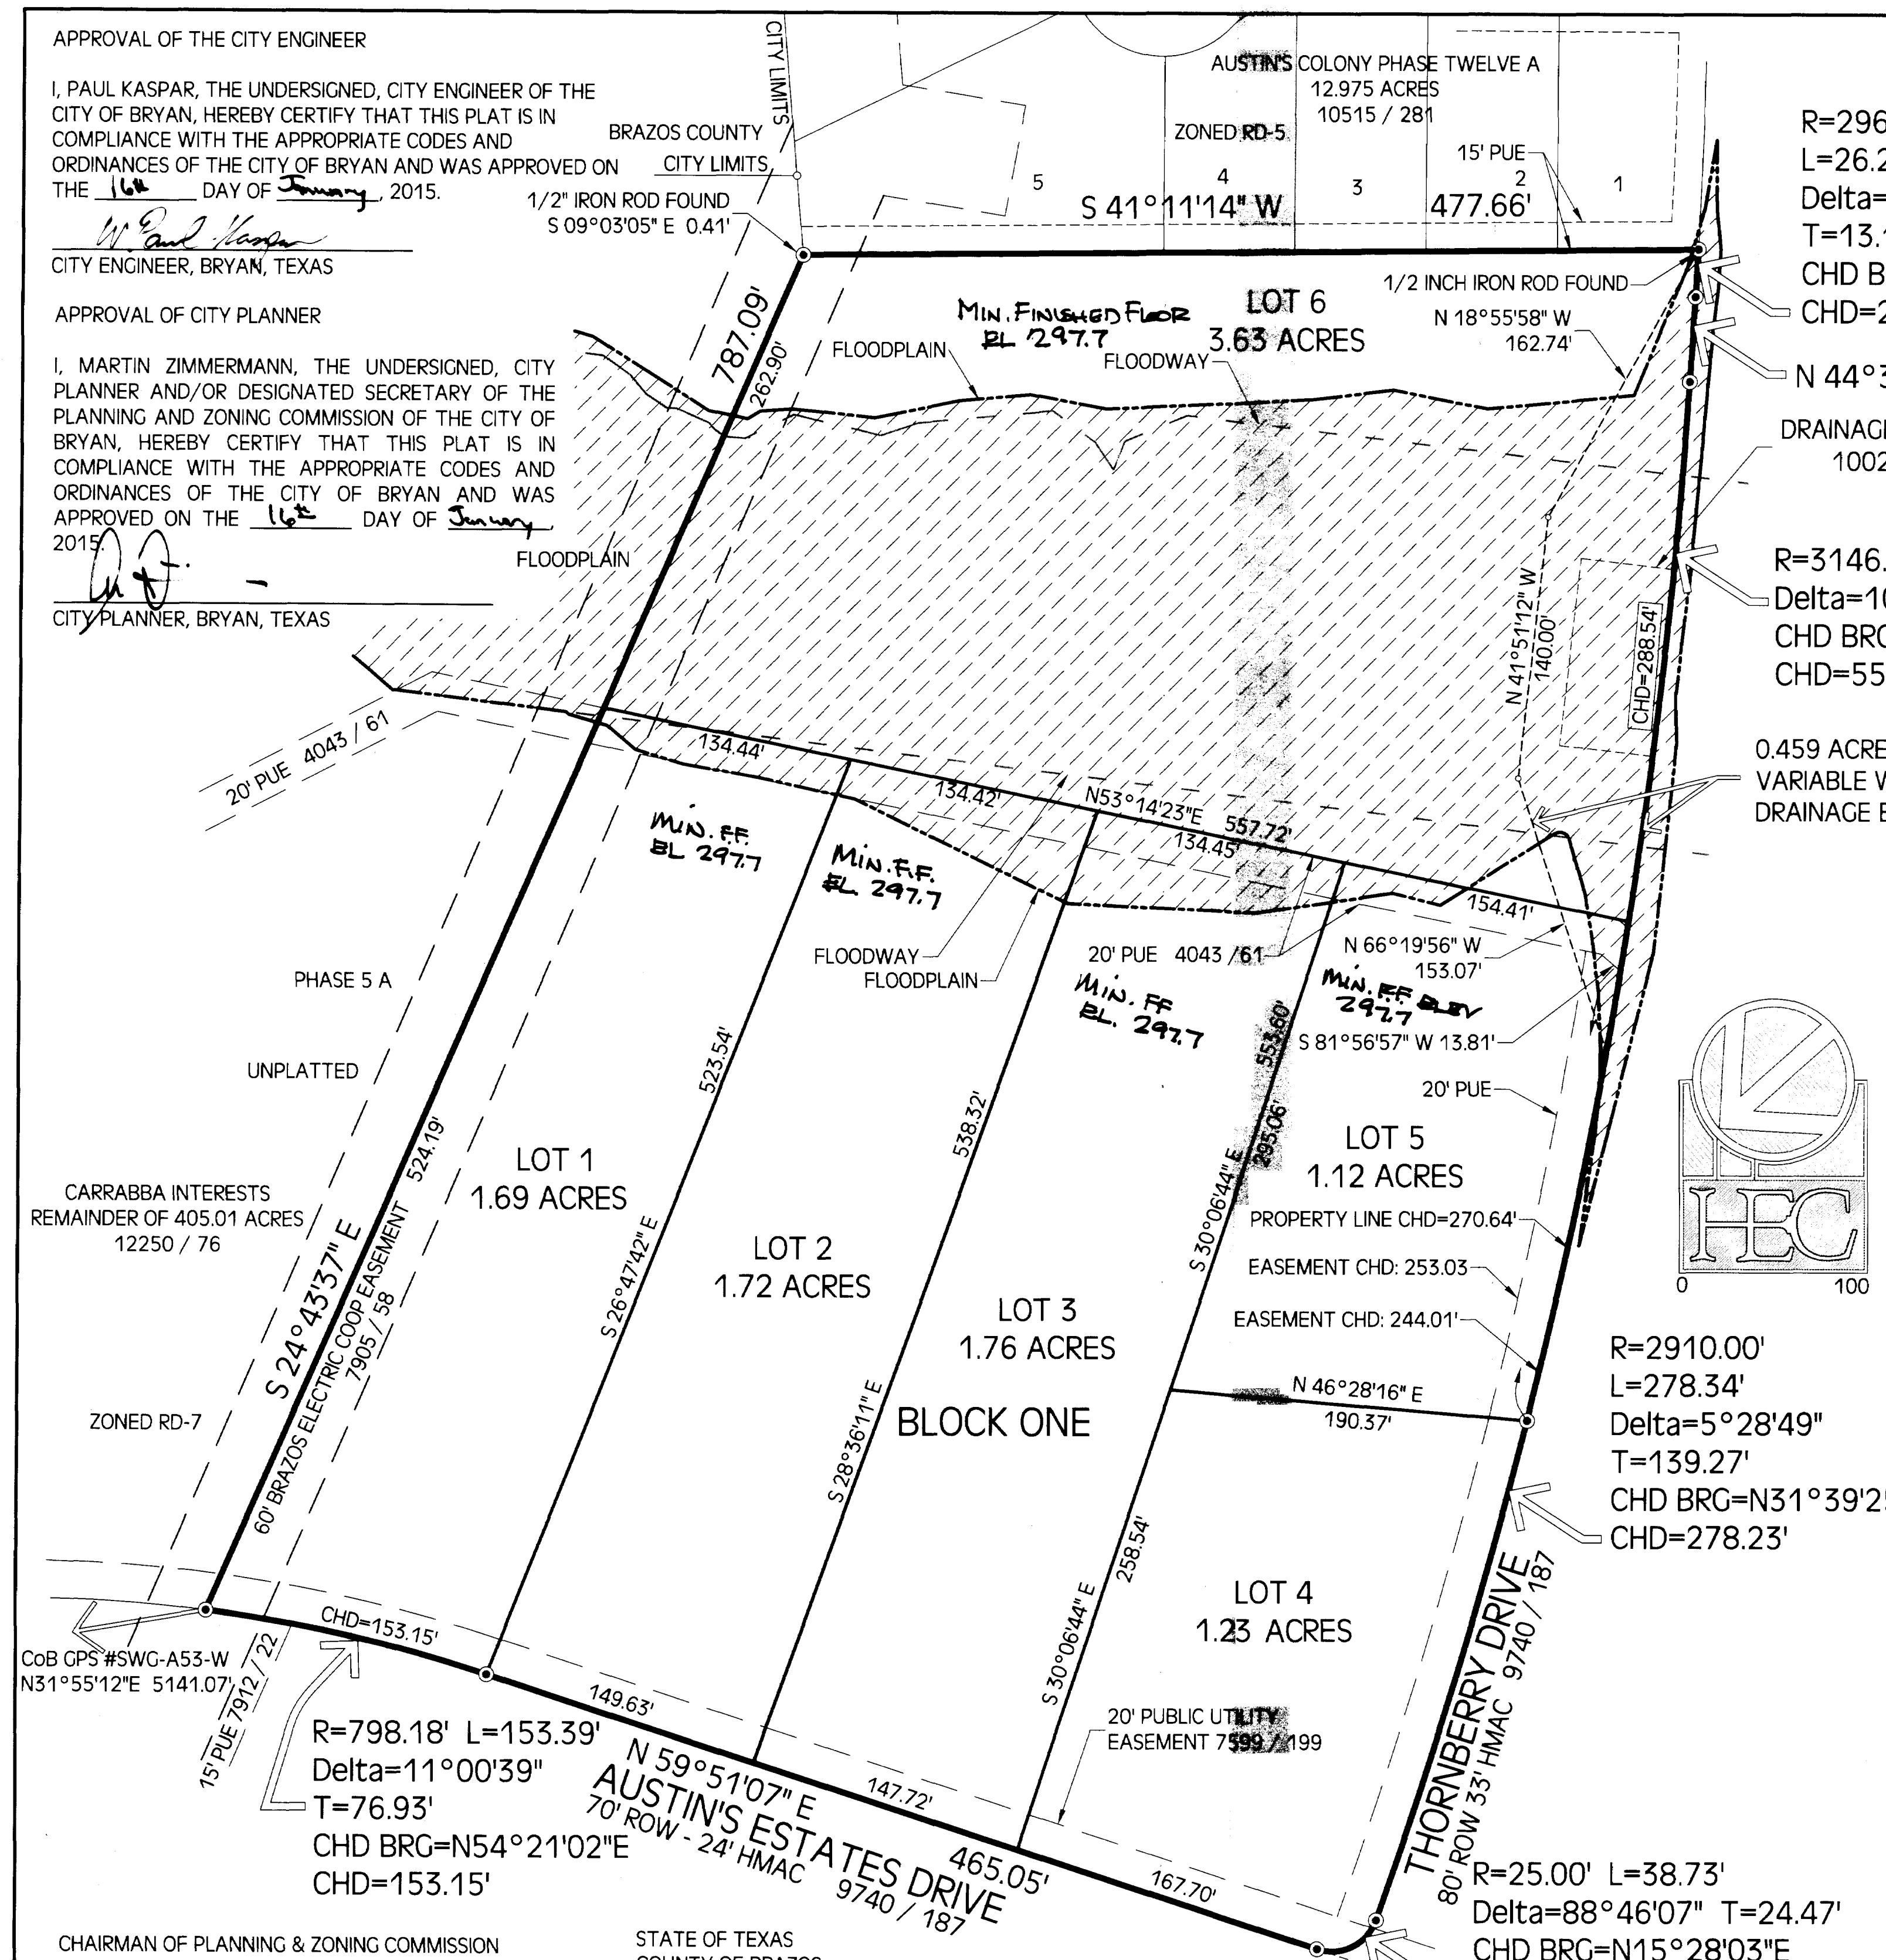 APPROVAL OF THE CITY ENGINEER
I, PAUL KASPAR, THE UNDERSIGNED, CITY ENGINEER OF THE
CITY OF BRYAN, HEREBY CERTIFY THAT THIS PLAT IS IN
COMPLIANCE WITH THE APPROPRIATE CODES AND
ORDINANCES OF THE CITY OF BRYAN AND WAS APPROVED ON
THE 16th DAY OF January, 2015.
W. Paul Kaspar
CITY ENGINEER, BRYAN, TEXAS
APPROVAL OF CITY PLANNER
I, MARTIN ZIMMERMANN, THE UNDERSIGNED, CITY
PLANNER AND/OR DESIGNATED SECRETARY OF THE
PLANNING AND ZONING COMMISSION OF THE CITY OF
BRYAN, HEREBY CERTIFY THAT THIS PLAT IS IN
COMPLIANCE WITH THE APPROPRIATE CODES AND
ORDINANCES OF THE CITY OF BRYAN AND WAS
APPROVED ON THE 16th DAY OF January,
2015.
CITY PLANNER, BRYAN, TEXAS
CITY LIMITS
BRAZOS COUNTY
CITY LIMITS
1/2" IRON ROD FOUND
S 09°03'05" E 0.41'
AUSTIN'S COLONY PHASE TWELVE A
12.975 ACRES
10515 / 281
ZONED RD-5
15' PUE
5
4
3
2
1
S 41°11'14" W 477.66'
1/2 INCH IRON ROD FOUND
N 18°55'58" W
162.74'
MIN. FINISHED FLOOR
EL 297.7
LOT 6
3.63 ACRES
FLOODPLAIN
FLOODWAY
787.09'
262.90'
FLOODPLAIN
R=296
L=26.2
Delta=
T=13.1
CHD B
CHD=2
N 44°3
DRAINAGE
1002
R=3146.
Delta=10
CHD BRG
CHD=55
N 41°51'12" W
140.00'
CHD=288.54'
0.459 ACRE
VARIABLE W
DRAINAGE E
20' PUE 4043 / 61
134.44'
134.42'
N53°14'23"E 557.72'
134.45'
154.41'
MIN. F.F.
EL 297.7
MIN. F.F.
EL. 297.7
FLOODWAY
FLOODPLAIN
20' PUE 4043 / 61
MIN. FF
EL. 297.7
N 66°19'56" W
153.07'
MIN. F.F. ELEV
297.7
S 81°56'57" W 13.81'
20' PUE
PHASE 5 A
UNPLATTED
CARRABBA INTERESTS
REMAINDER OF 405.01 ACRES
12250 / 76
ZONED RD-7
S 24°43'37" E
524.19'
60' BRAZOS ELECTRIC COOP EASEMENT
7905 / 58
LOT 1
1.69 ACRES
523.54'
S 26°47'42" E
LOT 2
1.72 ACRES
538.32'
S 28°36'11" E
LOT 3
1.76 ACRES
BLOCK ONE
553.60'
295.06'
S 30°06'44" E
LOT 5
1.12 ACRES
PROPERTY LINE CHD=270.64'
EASEMENT CHD: 253.03
EASEMENT CHD: 244.01'
N 46°28'16" E
190.37'
HEC
0 100
R=2910.00'
L=278.34'
Delta=5°28'49"
T=139.27'
CHD BRG=N31°39'25
CHD=278.23'
258.54'
S 30°06'44" E
LOT 4
1.23 ACRES
THORNBERRY DRIVE
80' ROW 33' HMAC 9740 / 187
CHD=153.15'
CoB GPS #SWG-A53-W
N31°55'12"E 5141.07'
15' PUE 7912 / 22
149.63'
R=798.18' L=153.39'
Delta=11°00'39"
T=76.93'
CHD BRG=N54°21'02"E
CHD=153.15'
N 59°51'07" E
AUSTIN'S ESTATES DRIVE
70' ROW - 24' HMAC 9740 / 187
147.72'
465.05'
167.70'
20' PUBLIC UTILITY
EASEMENT 7599 / 199
R=25.00' L=38.73'
Delta=88°46'07" T=24.47'
CHD BRG=N15°28'03"E
CHAIRMAN OF PLANNING & ZONING COMMISSION
STATE OF TEXAS
COUNTY OF BRAZOS